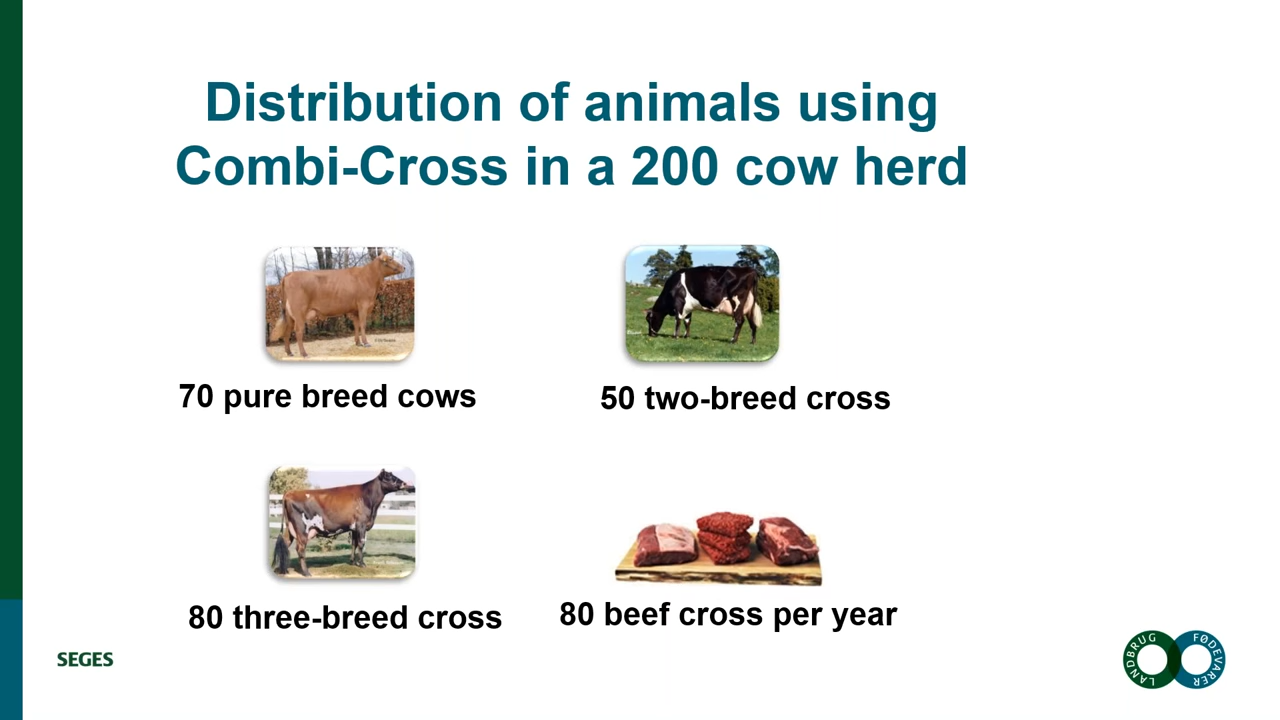 Distribution of animals using
Combi-Cross in a 200 cow herd
70 pure breed cows
50 two-breed cross
80 three-breed cross
80 beef cross per year
SEGES
LANDBRUG
FØDEVARER